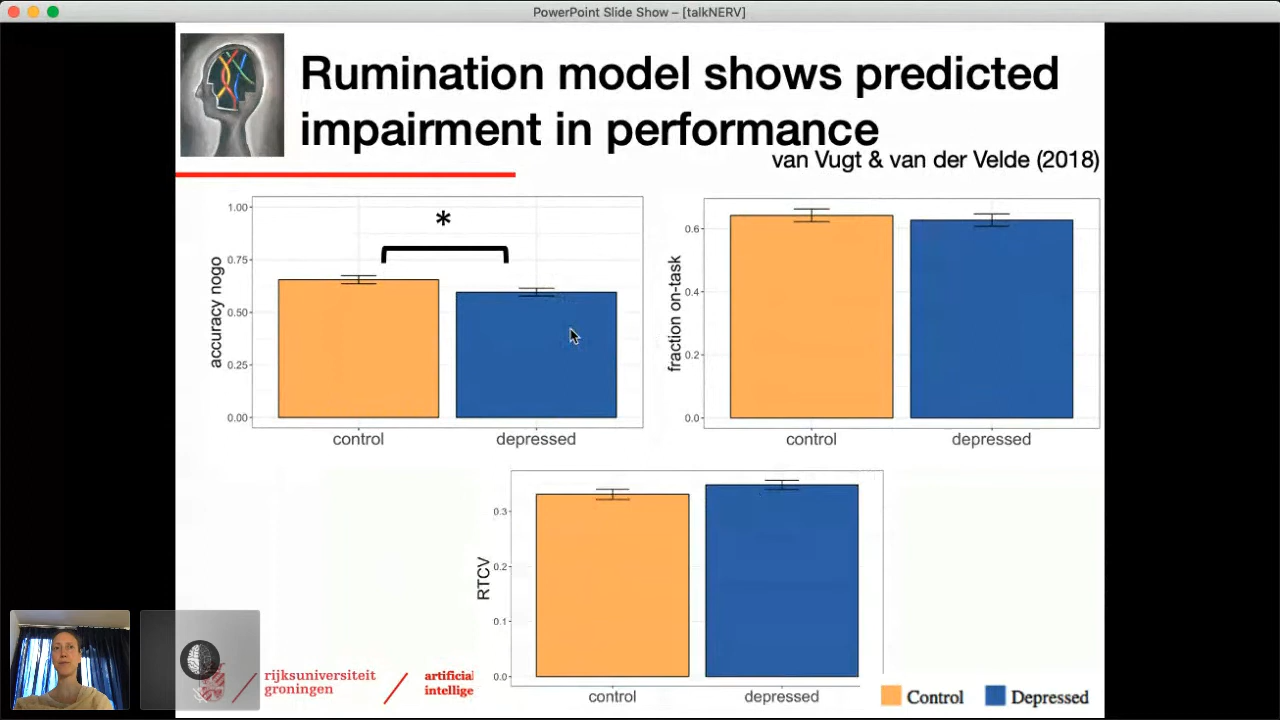 PowerPoint Slide Show – [talkNERV]
Rumination model shows predicted
impairment in performance
van Vugt & van der Velde (2018)
1.00
*
0.75
0.50
0.25
0.00
accuracy nogo
control
depressed
0.6
0.4
0.2
0.0
fraction on-task
control
depressed
0.3
0.2
0.1
0.0
RTCV
control
depressed
rijksuniversiteit
groningen
artificial
intellige
Control
Depressed